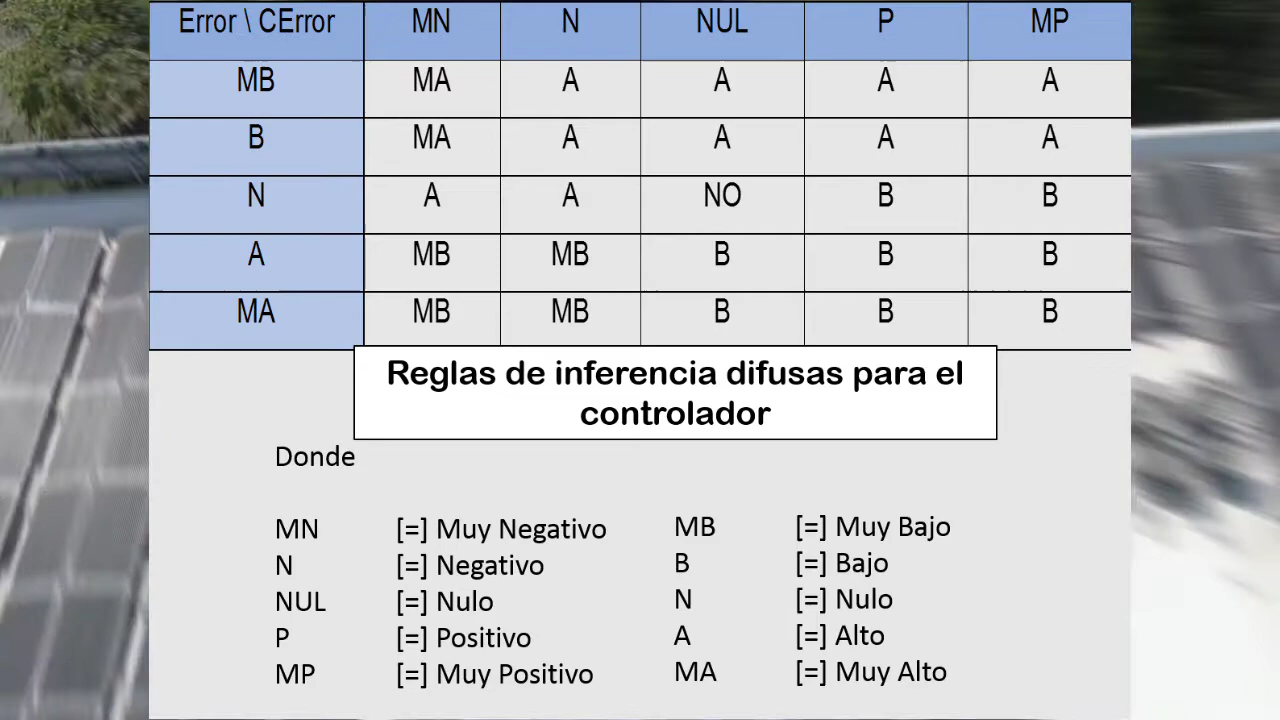 Error \ CError MN N NUL P MP
MB MA A A A A
B MA A A A A
N A A NO B B
A MB MB B B B
MA MB MB B B B
Reglas de inferencia difusas para el
controlador
Donde
MN [=] Muy Negativo MB [=] Muy Bajo
N [=] Negativo B [=] Bajo
NUL [=] Nulo N [=] Nulo
P [=] Positivo A [=] Alto
MP [=] Muy Positivo MA [=] Muy Alto